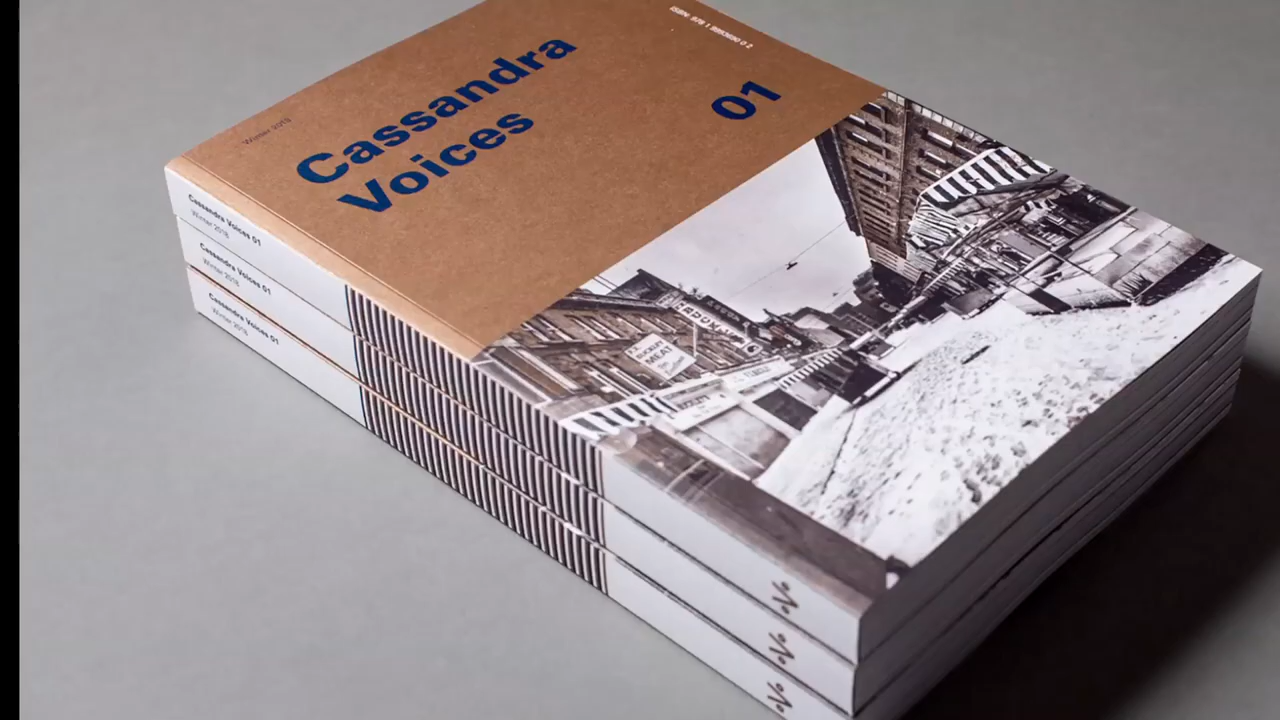 Winter 2018
Cassandra
Voices
01
Cassandra Voices 01
Winter 2018
Cassandra Voices 01
Winter 2018
Cassandra Voices 01
Winter 2018
MEAT